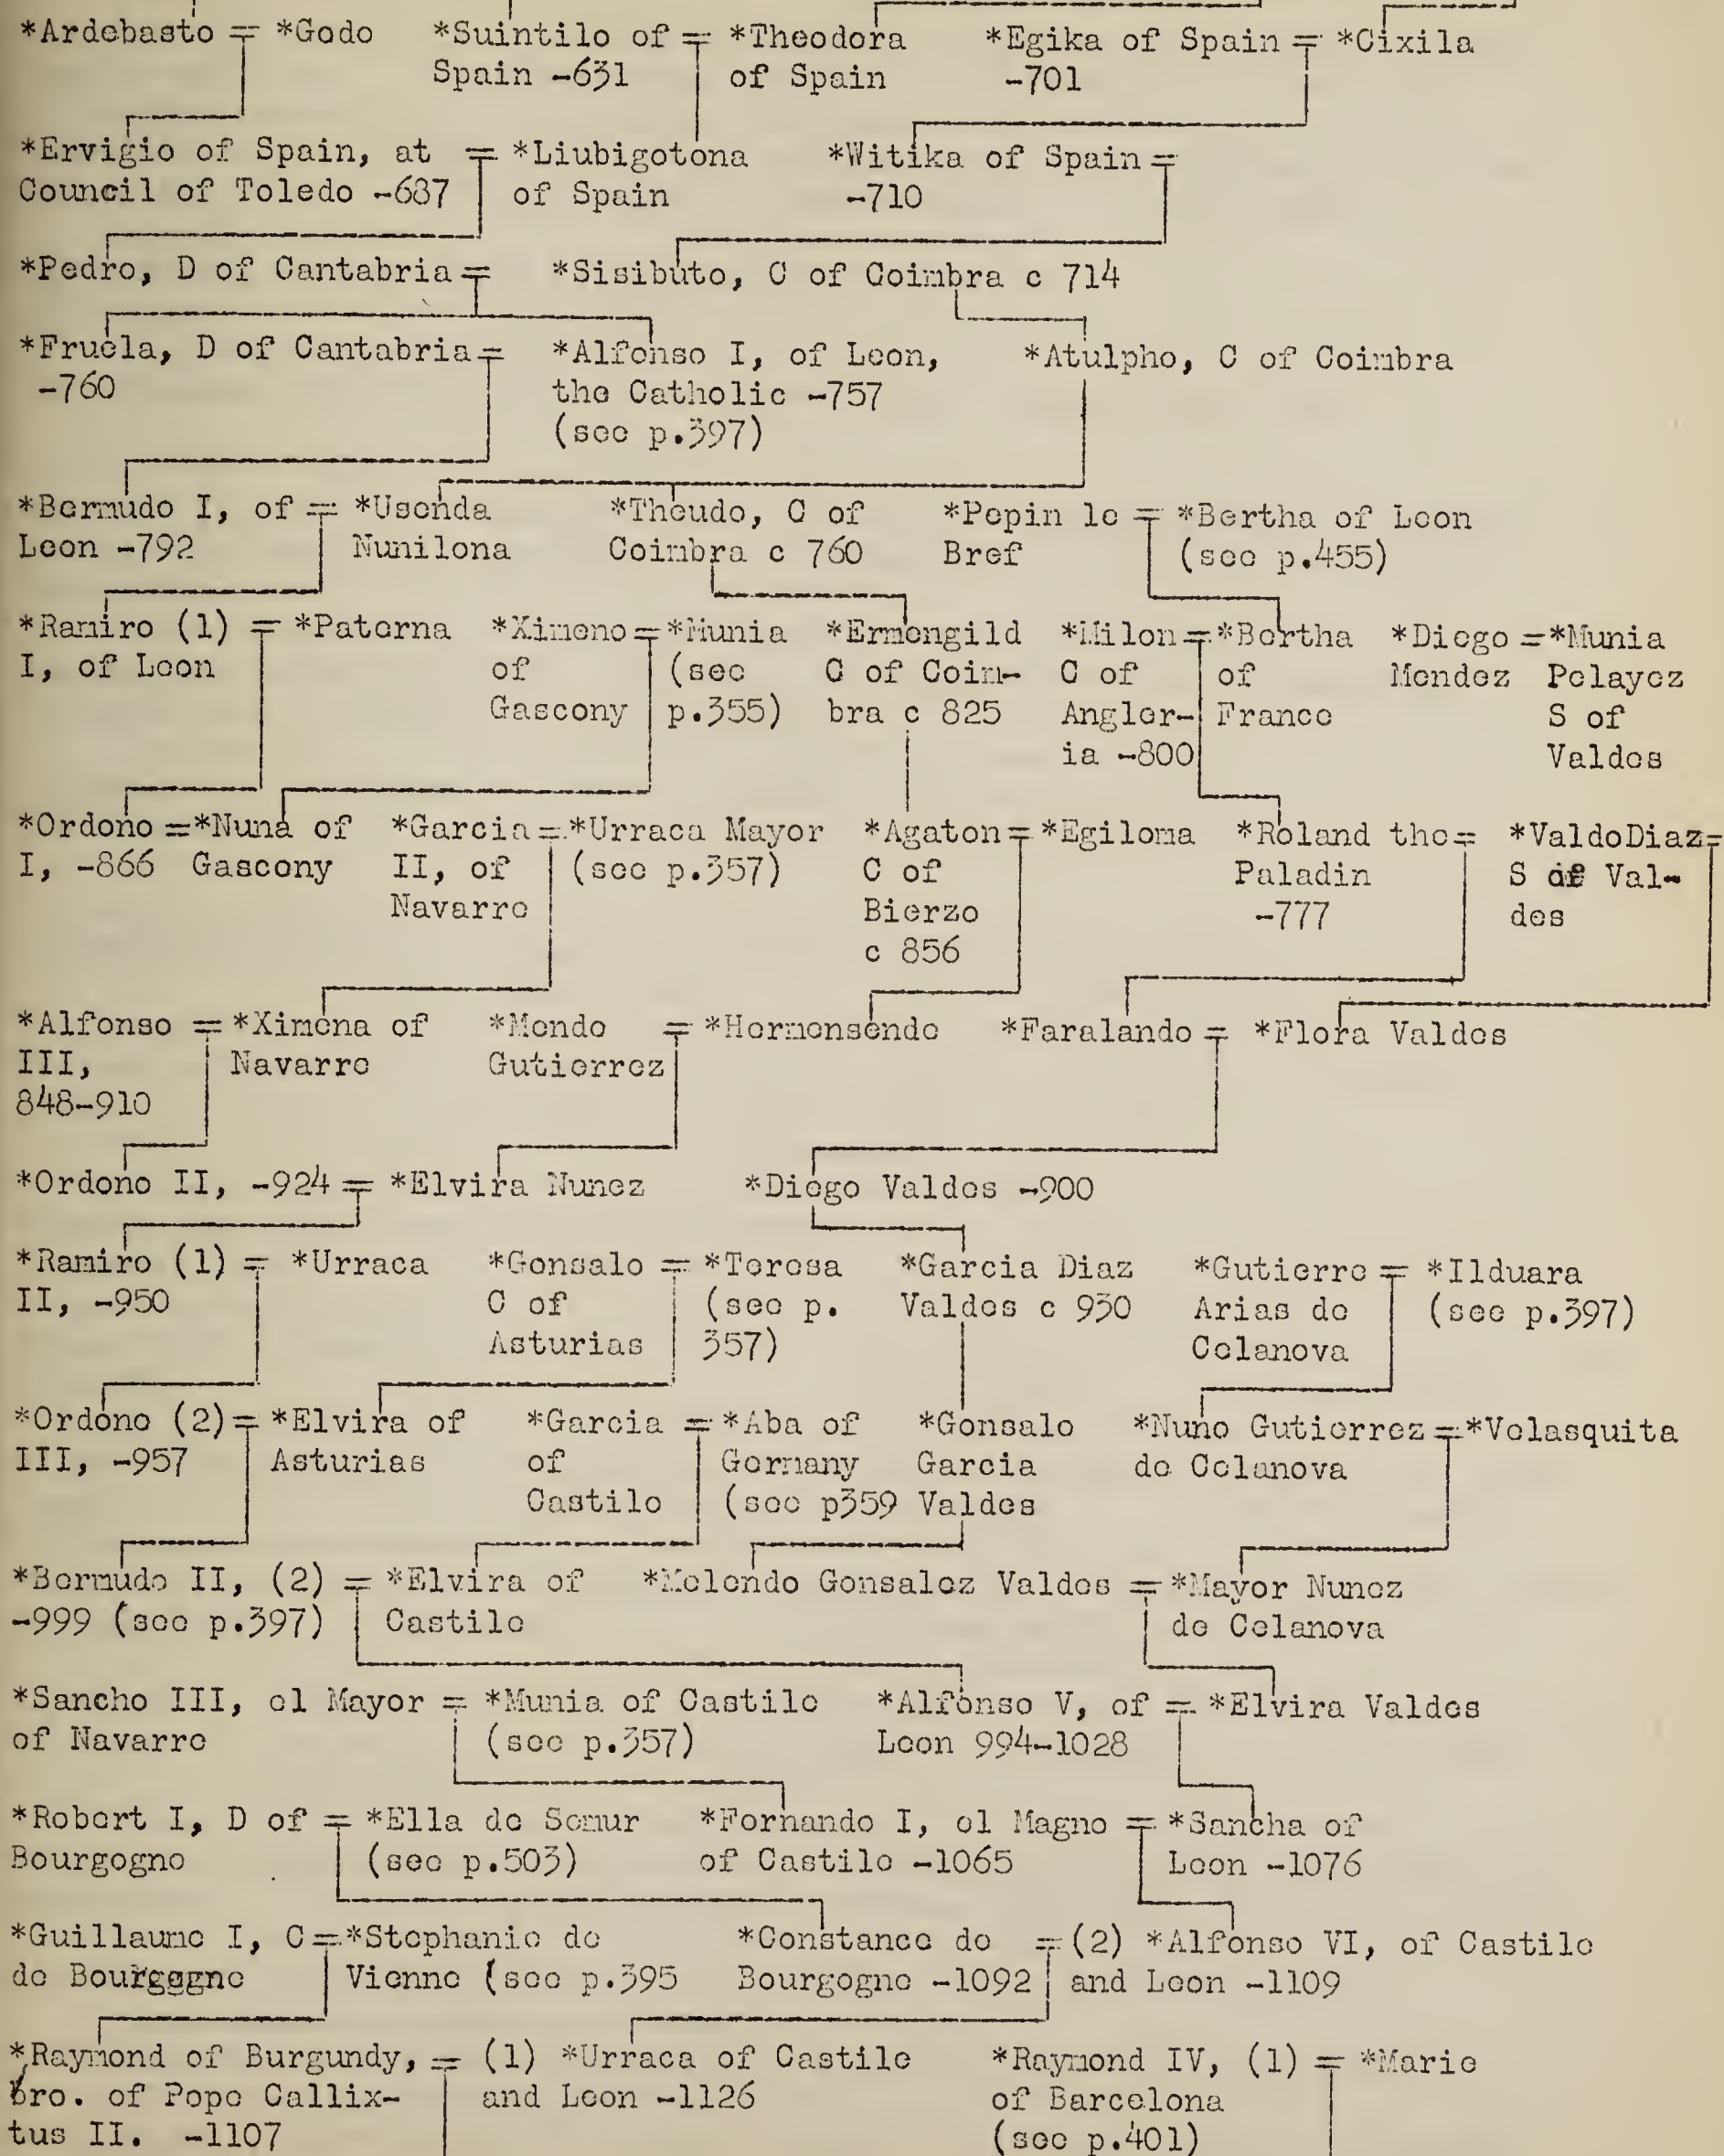 *Ardebasto = *Godo *Suintilo of = *Theodora *Egika of Spain = *Cixila
Spain -631 of Spain -701
*Ervigio of Spain, at = *Liubigotona *Witika of Spain =
Council of Toledo -687 of Spain -710
*Pedro, D of Cantabria = *Sisibuto, C of Coimbra c 714
*Fruela, D of Cantabria = *Alfonso I, of Leon, *Atulpho, C of Coimbra
-760 the Catholic -757
(see p.397)
*Bermudo I, of = *Usenda *Theudo, C of *Pepin le = *Bertha of Leon
Leon -792 Nunilona Coimbra c 760 Bref (see p.455)
*Ramiro (1) = *Paterna *Ximeno = *Munia *Ermengild *Milon = *Bertha *Diego = *Munia
I, of Leon of (see C of Coim- C of of Mendez Pelayez
Gascony p.355) bra c 825 Angler- France S of
ia -800 Valdes
*Ordono = *Nuna of *Garcia = *Urraca Mayor *Agaton = *Egiloma *Roland the = *ValdoDiaz =
I, -866 Gascony II, of (see p.357) C of Paladin S of Val-
Navarre Bierzo -777 des
c 856
*Alfonso = *Ximena of *Mendo = *Hermensende *Faralando = *Flora Valdes
III, Navarre Gutierrez
848-910
*Ordono II, -924 = *Elvira Nunez *Diego Valdes -900
*Ramiro (1) = *Urraca *Gonsalo = *Teresa *Garcia Diaz *Gutierre = *Ilduara
II, -950 C of (see p. Valdes c 930 Arias de (see p.397)
Asturias 357) Celanova
*Ordono (2) = *Elvira of *Garcia = *Aba of *Gonsalo *Nuno Gutierrez = *Velasquita
III, -957 Asturias of Germany Garcia de Celanova
Castile (see p359 Valdes
*Bermudo II, (2) = *Elvira of *Melendo Gonsalez Valdes = *Mayor Nunez
-999 (see p.397) Castile de Celanova
*Sancho III, el Mayor = *Munia of Castile *Alfonso V, of = *Elvira Valdes
of Navarre (see p.357) Leon 994-1028
*Robert I, D of = *Ella de Semur *Fernando I, el Magno = *Sancha of
Bourgogne (see p.503) of Castile -1065 Leon -1076
*Guillaume I, C = *Stephanie de *Constance de = (2) *Alfonso VI, of Castile
de Bourgogne Vienne (see p.395 Bourgogne -1092 and Leon -1109
*Raymond of Burgundy, = (1) *Urraca of Castile *Raymond IV, (1) = *Marie
bro. of Pope Callix- and Leon -1126 of Barcelona
tus II. -1107 (see p.401)